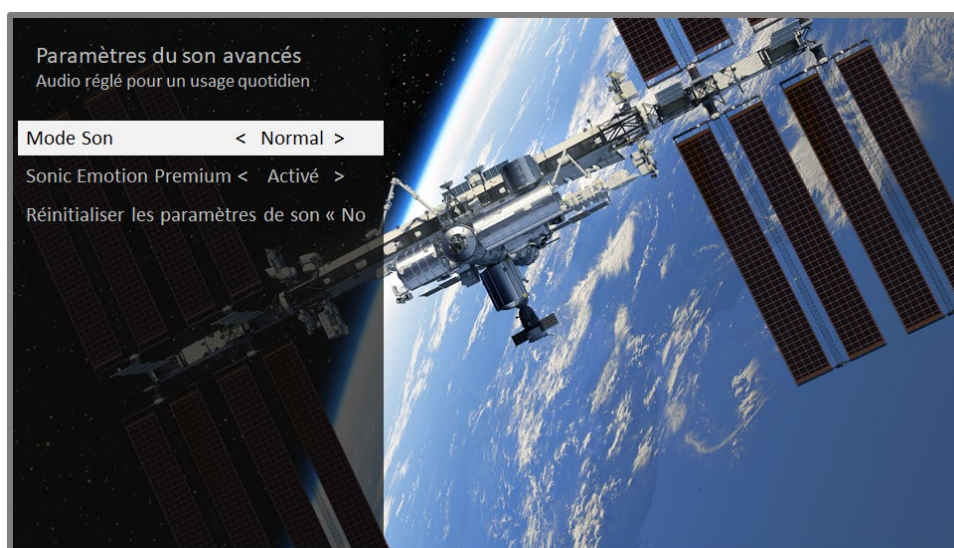 Paramètres du son avancés
Audio réglé pour un usage quotidien
Mode Son < Normal >
Sonic Emotion Premium < Activé >
Réinitialiser les paramètres de son « No